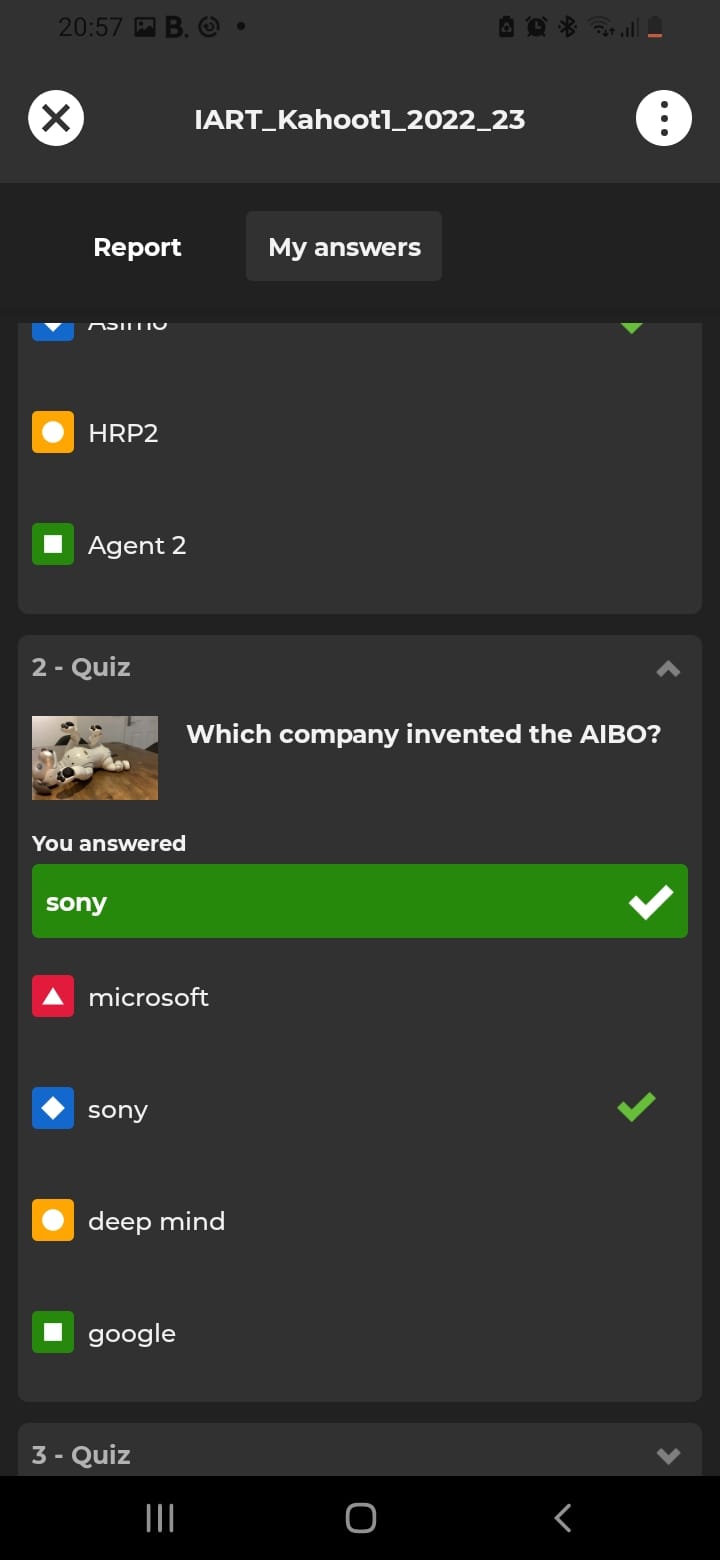 20:57 B.
IART_Kahoot1_2022_23
Report
My answers
Asimo
HRP2
Agent 2
2 - Quiz
Which company invented the AIBO?
You answered
sony
microsoft
sony
deep mind
google
3 - Quiz